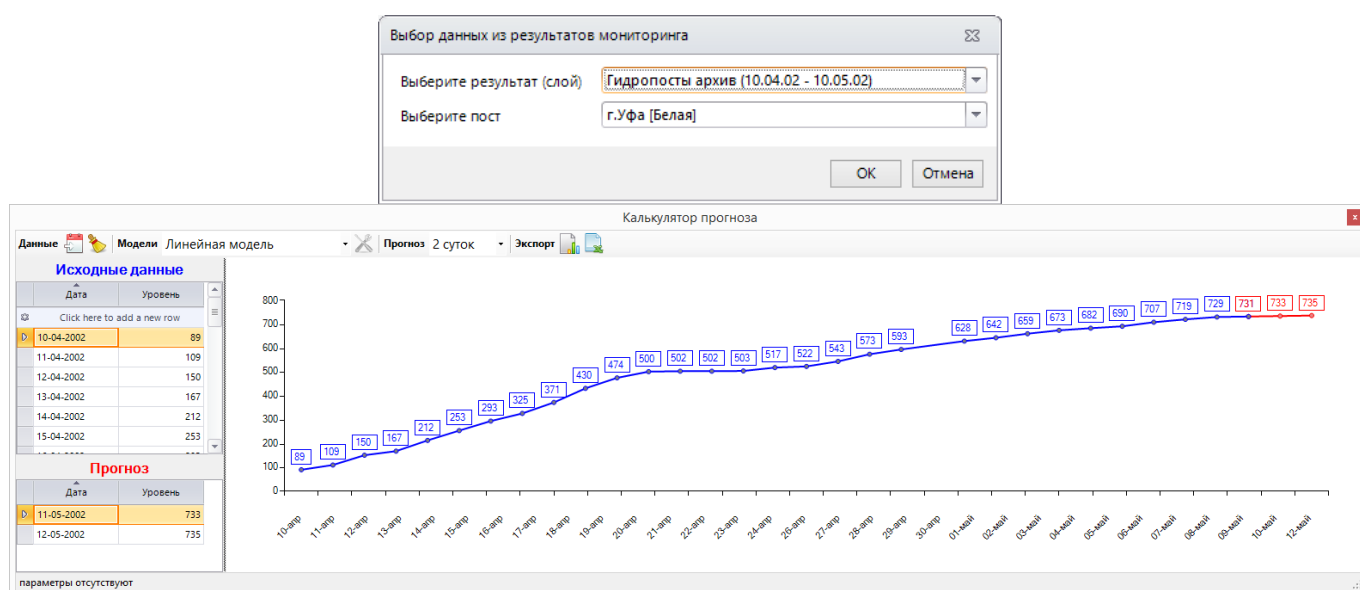 Выбор данных из результатов мониторинга
Выберите результат (слой) Гидропосты архив (10.04.02 - 10.05.02)
Выберите пост г.Уфа [Белая]
OK Отмена
Калькулятор прогноза
Данные Модели Линейная модель Прогноз 2 суток Экспорт
Исходные данные
Дата Уровень
Click here to add a new row
10-04-2002 89
11-04-2002 109
12-04-2002 150
13-04-2002 167
14-04-2002 212
15-04-2002 253
Прогноз
Дата Уровень
11-05-2002 733
12-05-2002 735
800
700
600
500
400
300
200
100
0
89 109 150 167 212 253 293 325 371 430 474 500 502 502 503 517 522 543 573 593 628 642 659 673 682 690 707 719 729 731 733 735
10-апр 11-апр 12-апр 13-апр 14-апр 15-апр 16-апр 17-апр 18-апр 19-апр 20-апр 21-апр 22-апр 23-апр 24-апр 26-апр 27-апр 28-апр 29-апр 30-апр 01-май 02-май 03-май 04-май 05-май 06-май 07-май 08-май 09-май 10-май 12-май
параметры отсутствуют